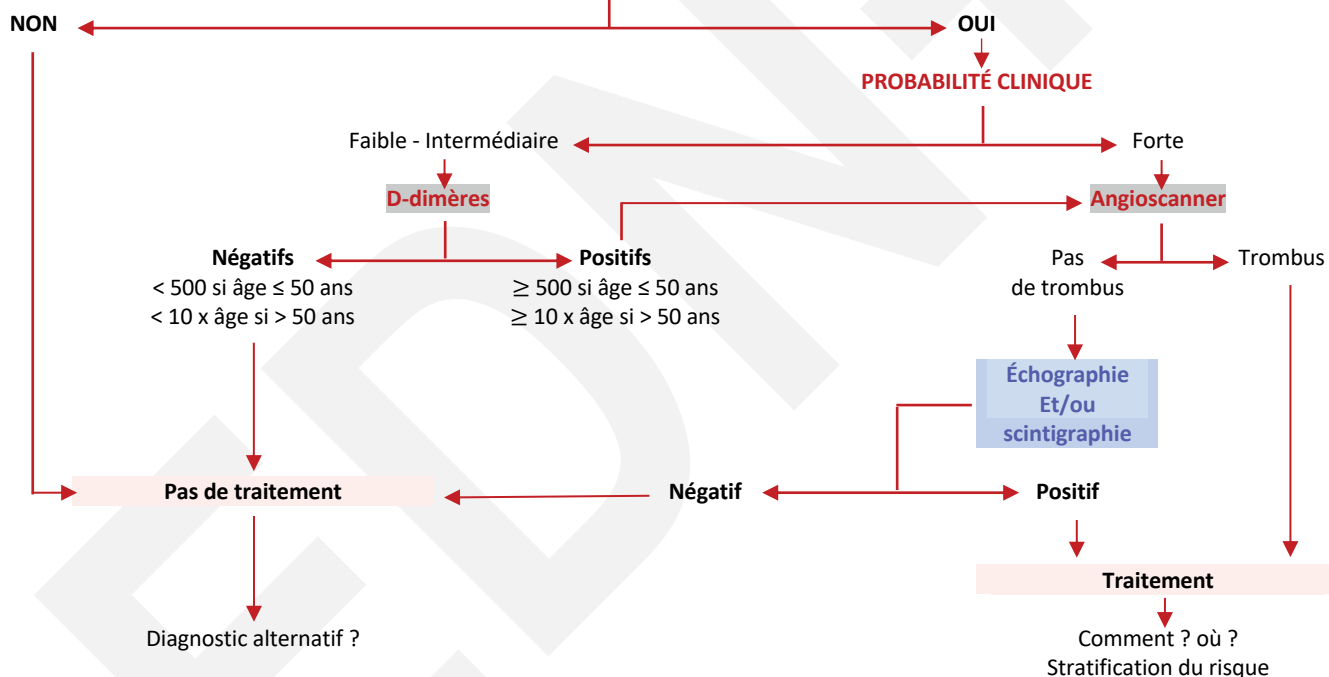 NON
OUI
PROBABILITÉ CLINIQUE
Faible - Intermédiaire
Forte
D-dimères
Angioscanner
Négatifs
< 500 si âge ≤ 50 ans
< 10 x âge si > 50 ans
Positifs
≥ 500 si âge ≤ 50 ans
≥ 10 x âge si > 50 ans
Pas
de trombus
Trombus
Échographie
Et/ou
scintigraphie
Pas de traitement
Négatif
Positif
Traitement
Diagnostic alternatif ?
Comment ? où ?
Stratification du risque